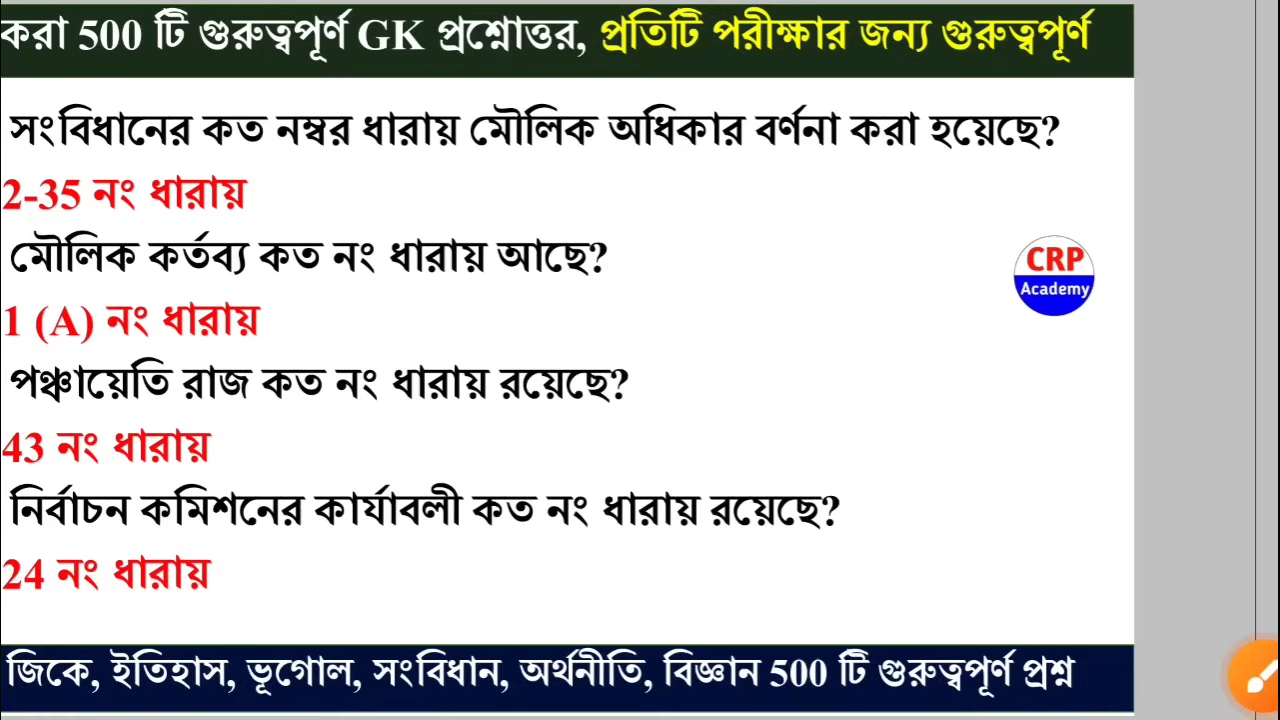 করা 500 টি গুরুত্বপূর্ণ GK প্রশ্নোত্তর, প্রতিটি পরীক্ষার জন্য গুরুত্বপূর্ণ
সংবিধানের কত নম্বর ধারায় মৌলিক অধিকার বর্ণনা করা হয়েছে?
2-35 নং ধারায়
মৌলিক কর্তব্য কত নং ধারায় আছে?
1 (A) নং ধারায়
পঞ্চায়েতি রাজ কত নং ধারায় রয়েছে?
43 নং ধারায়
নির্বাচন কমিশনের কার্যাবলী কত নং ধারায় রয়েছে?
24 নং ধারায়
CRP
Academy
জিকে, ইতিহাস, ভূগোল, সংবিধান, অর্থনীতি, বিজ্ঞান 500 টি গুরুত্বপূর্ণ প্রশ্ন